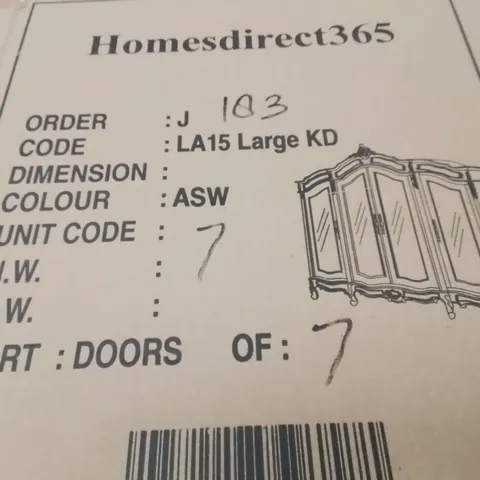 Homesdirect365
ORDER : J 183
CODE : LA15 Large KD
DIMENSION :
COLOUR : ASW
UNIT CODE : 7
.W. :
W. :
RT : DOORS OF : 7